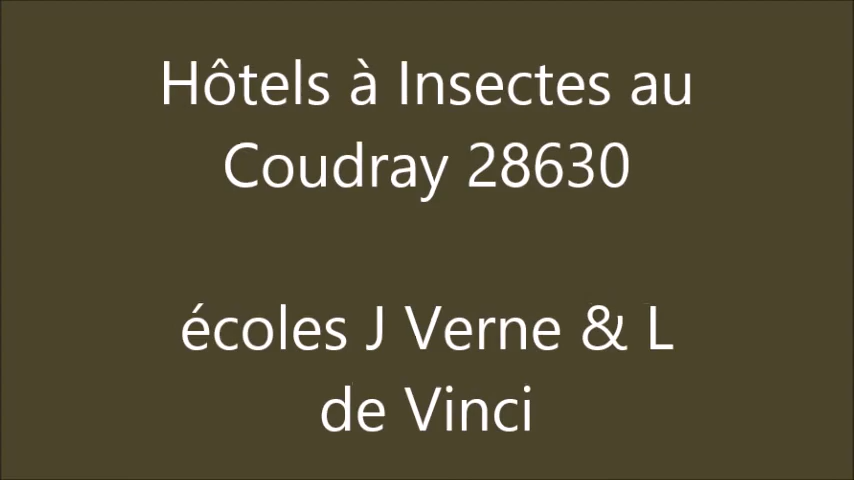 Hôtels à Insectes au
Coudray 28630
écoles J Verne & L
de Vinci